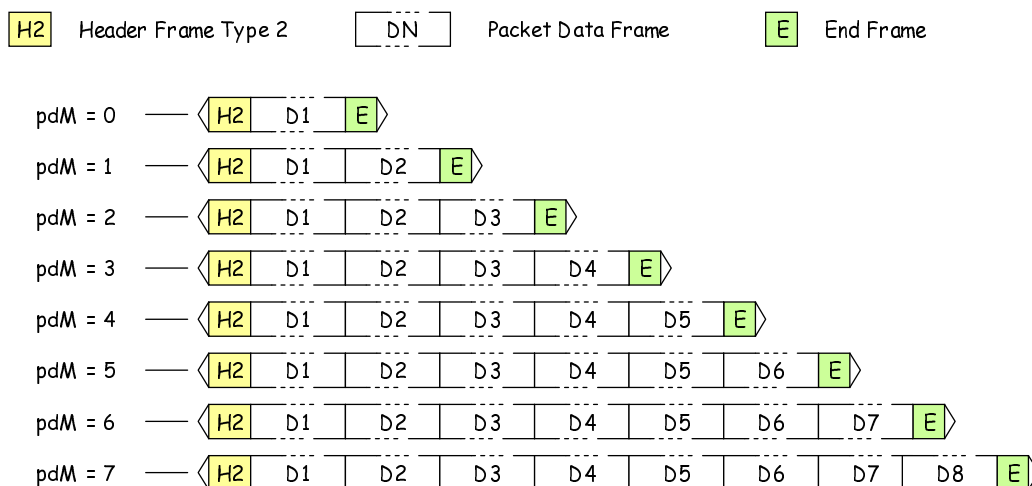 H2 Header Frame Type 2 DN Packet Data Frame E End Frame
pdM = 0 H2 D1 E
pdM = 1 H2 D1 D2 E
pdM = 2 H2 D1 D2 D3 E
pdM = 3 H2 D1 D2 D3 D4 E
pdM = 4 H2 D1 D2 D3 D4 D5 E
pdM = 5 H2 D1 D2 D3 D4 D5 D6 E
pdM = 6 H2 D1 D2 D3 D4 D5 D6 D7 E
pdM = 7 H2 D1 D2 D3 D4 D5 D6 D7 D8 E